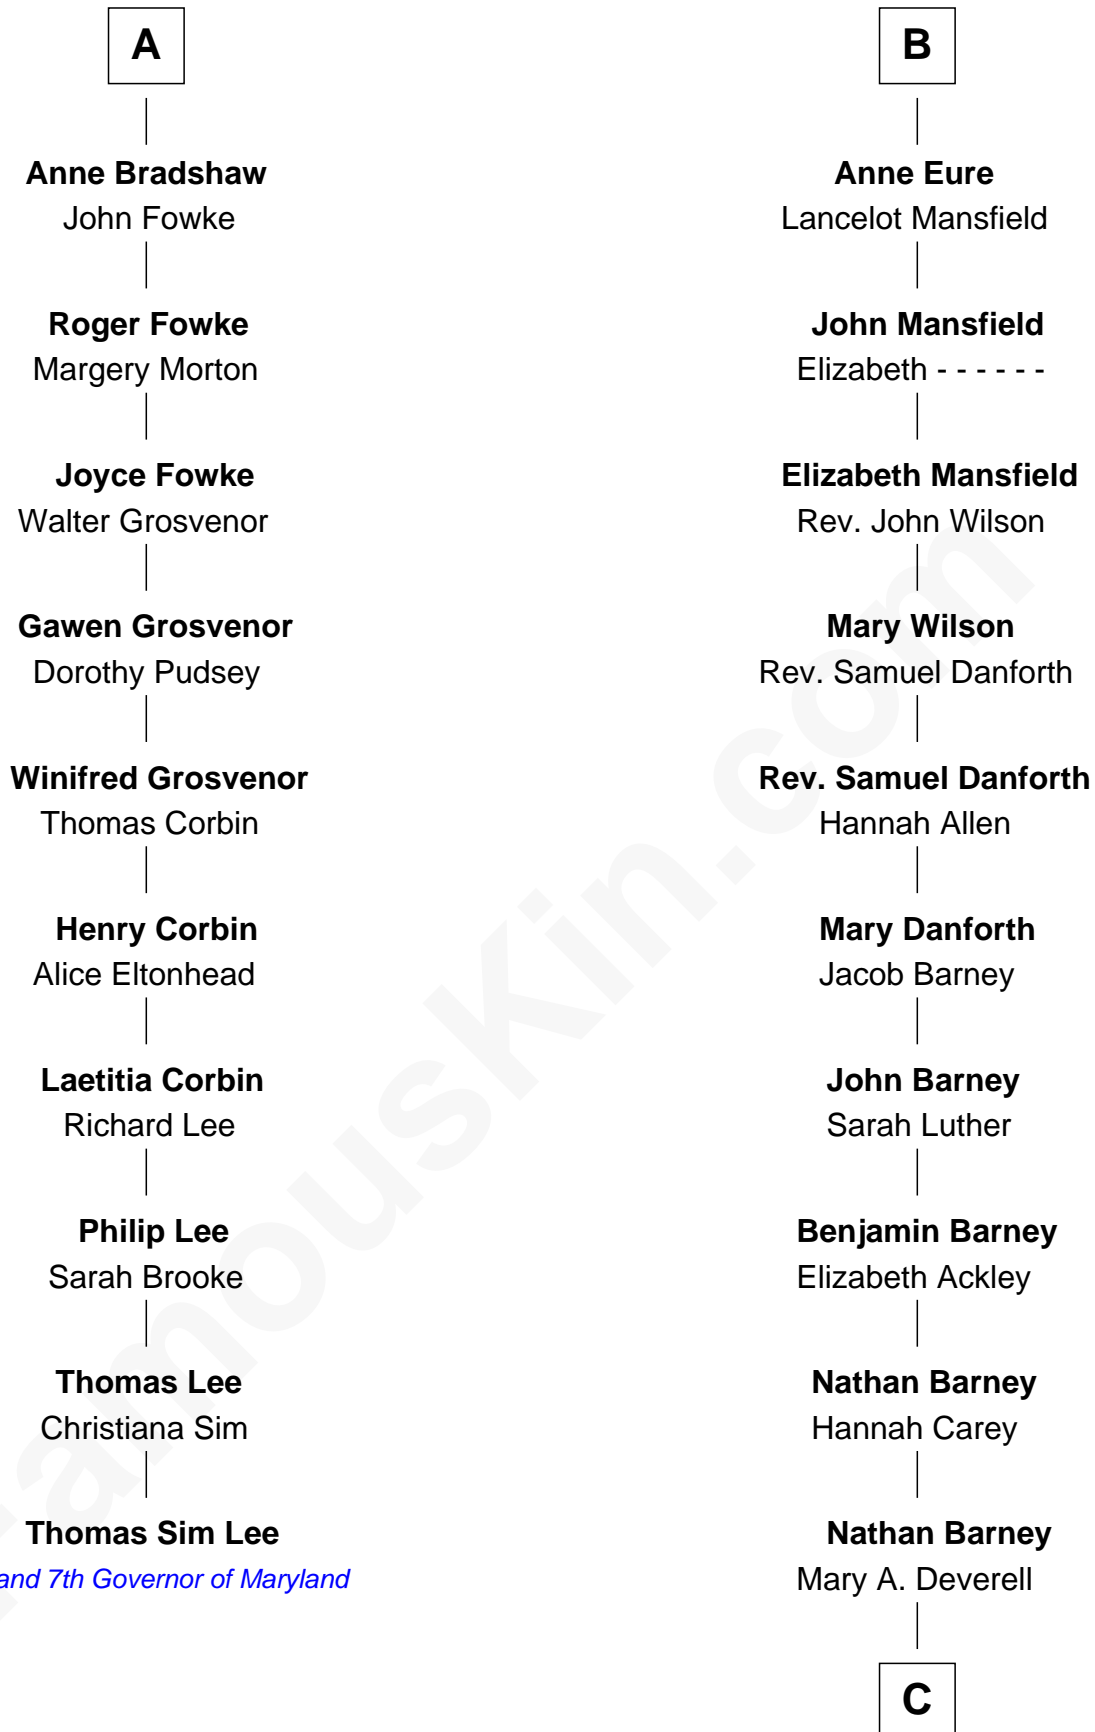 A
Anne Bradshaw
John Fowke
Roger Fowke
Margery Morton
Joyce Fowke
Walter Grosvenor
Gawen Grosvenor
Dorothy Pudsey
Winifred Grosvenor
Thomas Corbin
Henry Corbin
Alice Eltonhead
Laetitia Corbin
Richard Lee
Philip Lee
Sarah Brooke
Thomas Lee
Christiana Sim
Thomas Sim Lee
and 7th Governor of Maryland
B
Anne Eure
Lancelot Mansfield
John Mansfield
Elizabeth - - - - - -
Elizabeth Mansfield
Rev. John Wilson
Mary Wilson
Rev. Samuel Danforth
Rev. Samuel Danforth
Hannah Allen
Mary Danforth
Jacob Barney
John Barney
Sarah Luther
Benjamin Barney
Elizabeth Ackley
Nathan Barney
Hannah Carey
Nathan Barney
Mary A. Deverell
C
FamousKin.com